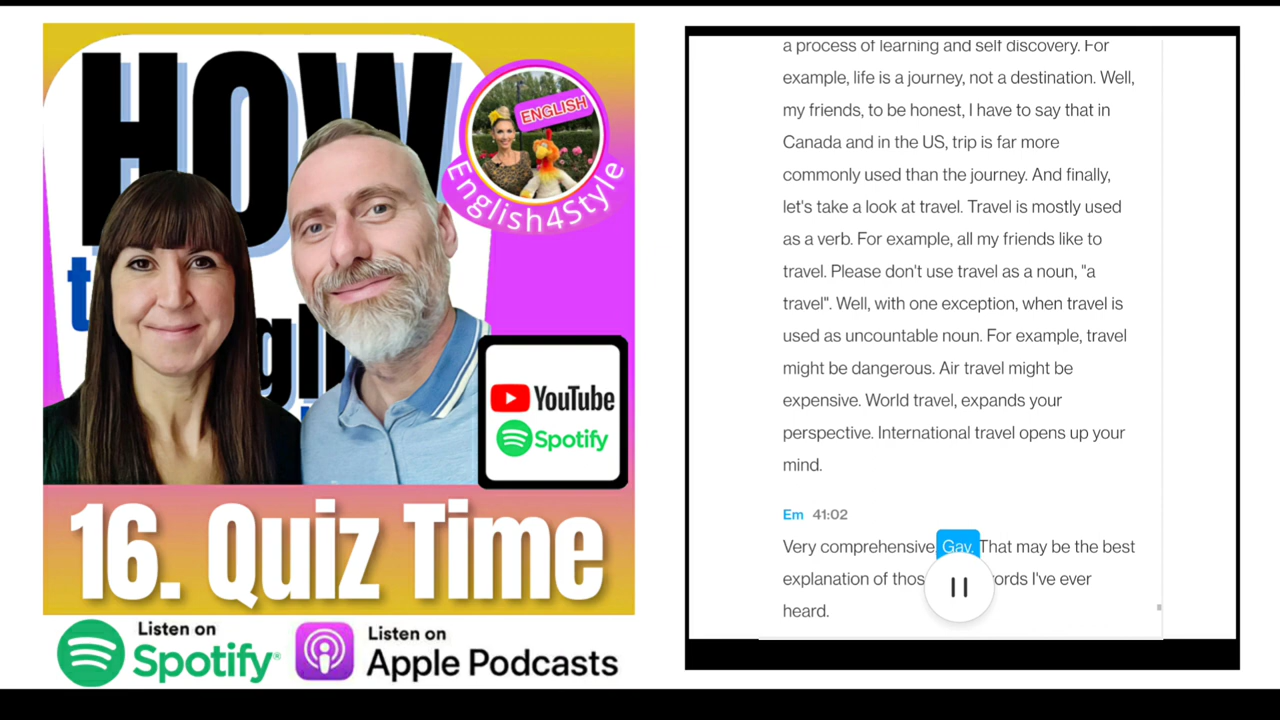 HOW
t
gli
ENGLISH
English4Style
YouTube
Spotify
16. Quiz Time
Listen on
Spotify
Listen on
Apple Podcasts
a process of learning and self discovery. For
example, life is a journey, not a destination. Well,
my friends, to be honest, I have to say that in
Canada and in the US, trip is far more
commonly used than the journey. And finally,
let's take a look at travel. Travel is mostly used
as a verb. For example, all my friends like to
travel. Please don't use travel as a noun, "a
travel". Well, with one exception, when travel is
used as uncountable noun. For example, travel
might be dangerous. Air travel might be
expensive. World travel, expands your
perspective. International travel opens up your
mind.
Em 41:02
Very comprehensive, Gav. That may be the best
explanation of thos ords I've ever
heard.